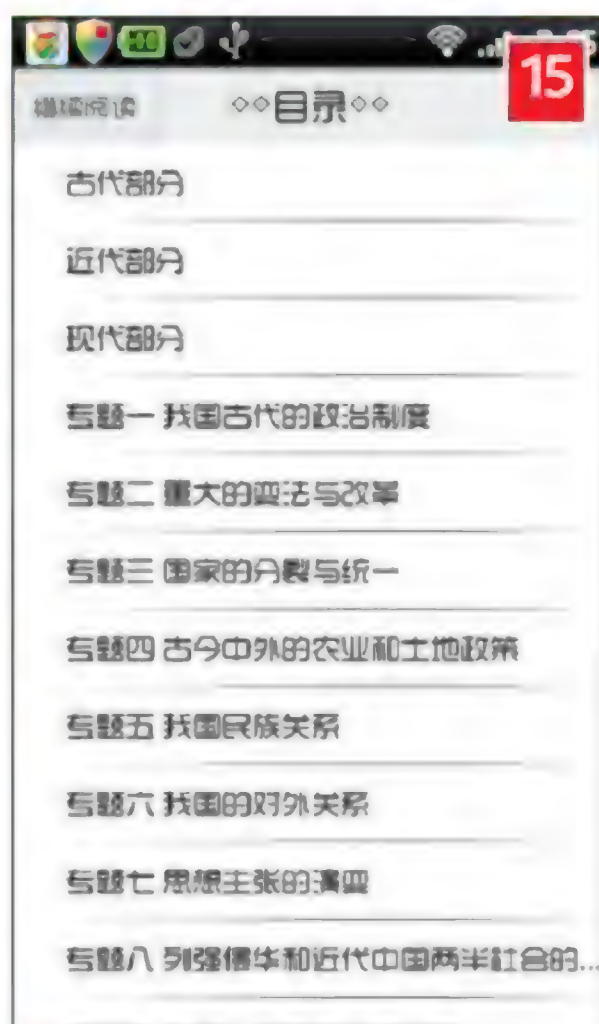 15
继续阅读 ◇◇目录◇◇
古代部分
近代部分
现代部分
专题一 我国古代的政治制度
专题二 重大的变法与改革
专题三 国家的分裂与统一
专题四 古今中外的农业和土地政策
专题五 我国民族关系
专题六 我国的对外关系
专题七 思想主张的演变
专题八 列强侵华和近代中国两半社会的...